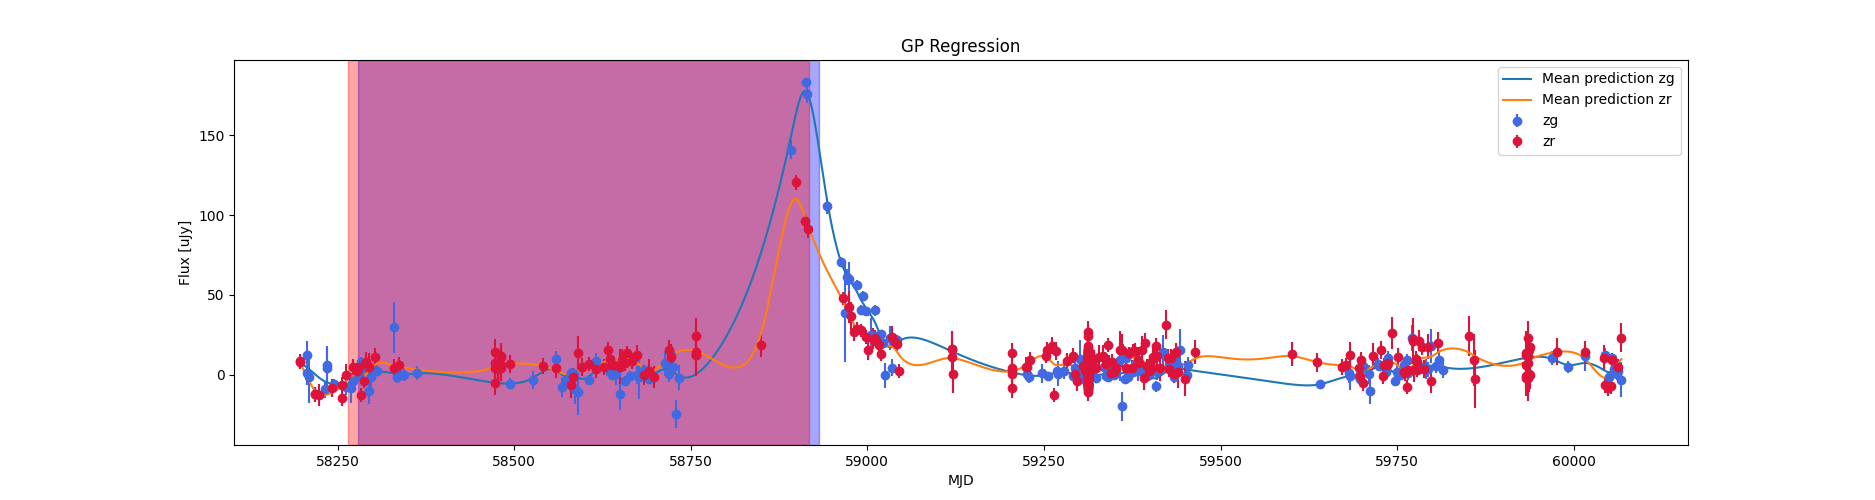 GP Regression
Flux [uJy]
150
100
50
0
58250
58500
58750
59000
59250
59500
59750
60000
MJD
Mean prediction zg
Mean prediction zr
zg
zr